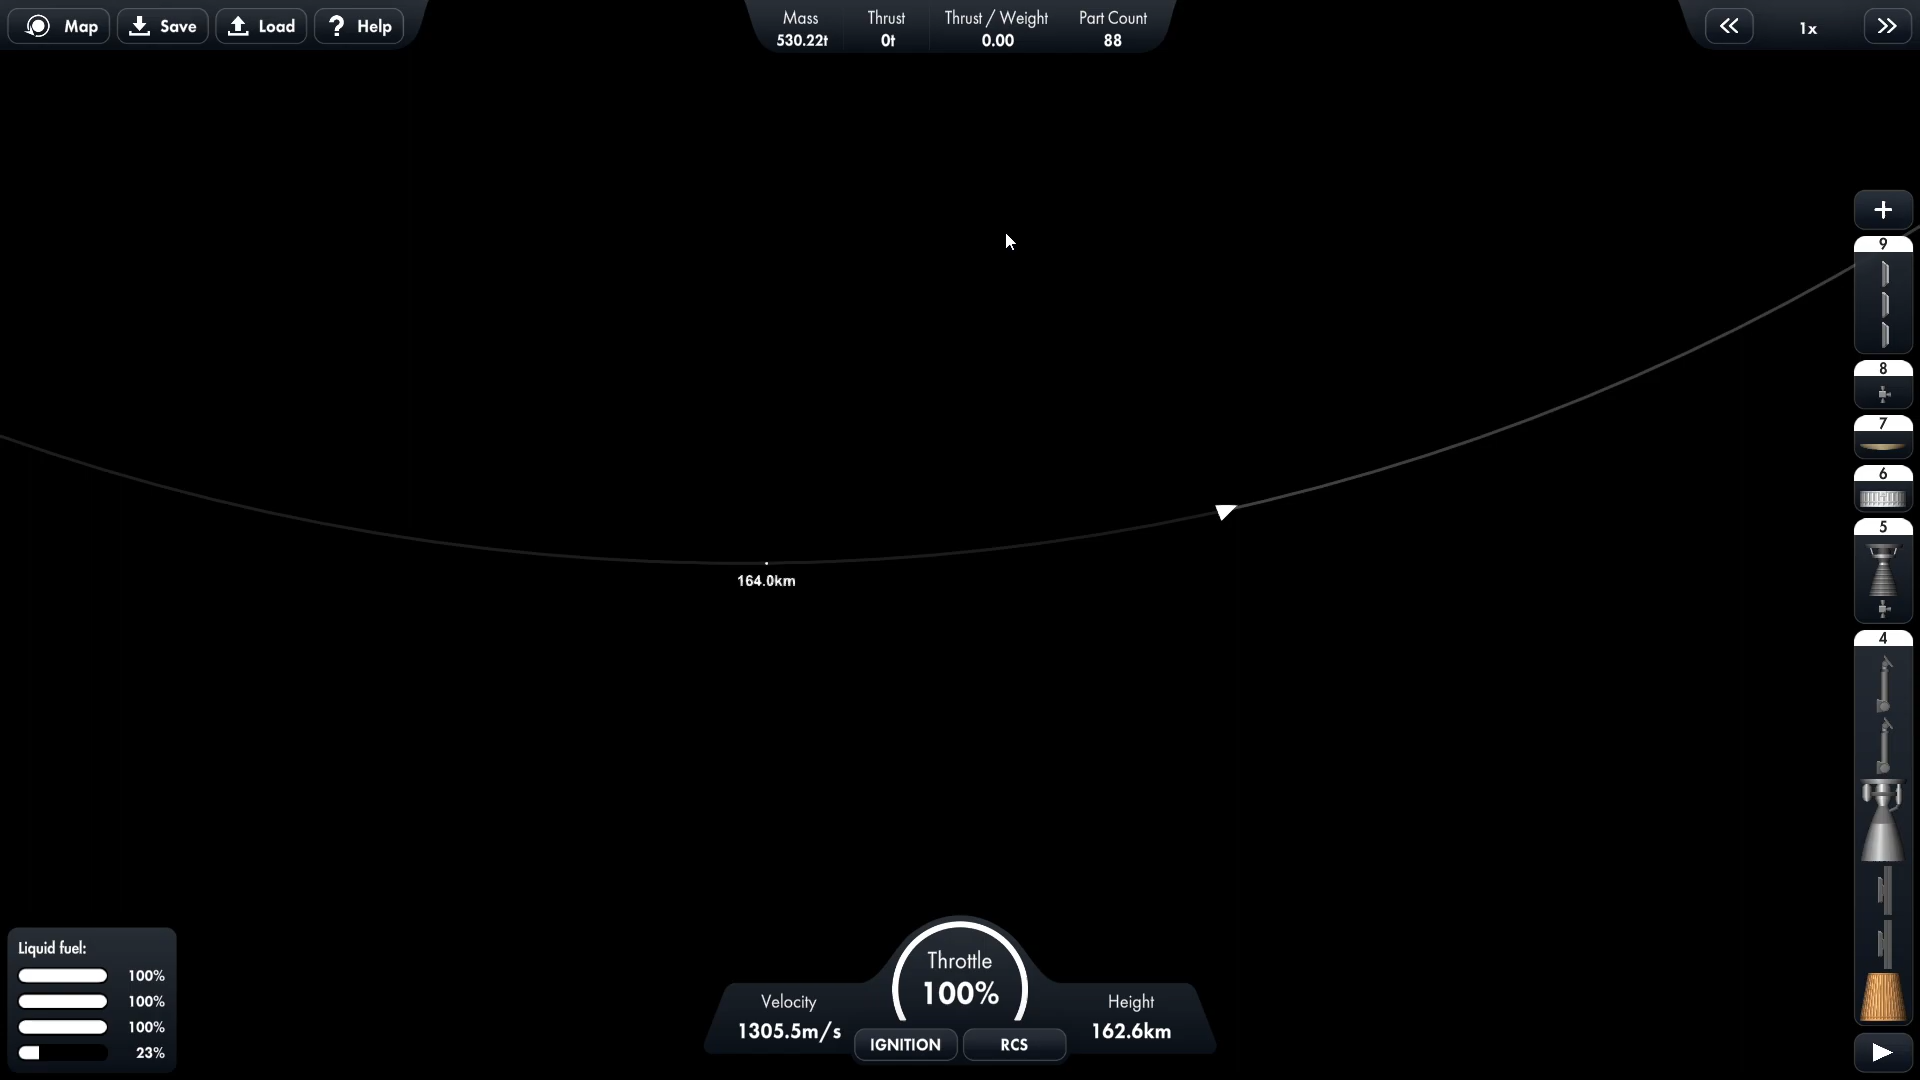 Map
Save
Load
Help
Mass
530.22t
Thrust
0t
Thrust / Weight
0.00
Part Count
88
1x
9
8
7
6
5
4
164.0km
Liquid fuel:
100%
100%
100%
23%
Throttle
100%
Velocity
1305.5m/s
Height
162.6km
IGNITION
RCS